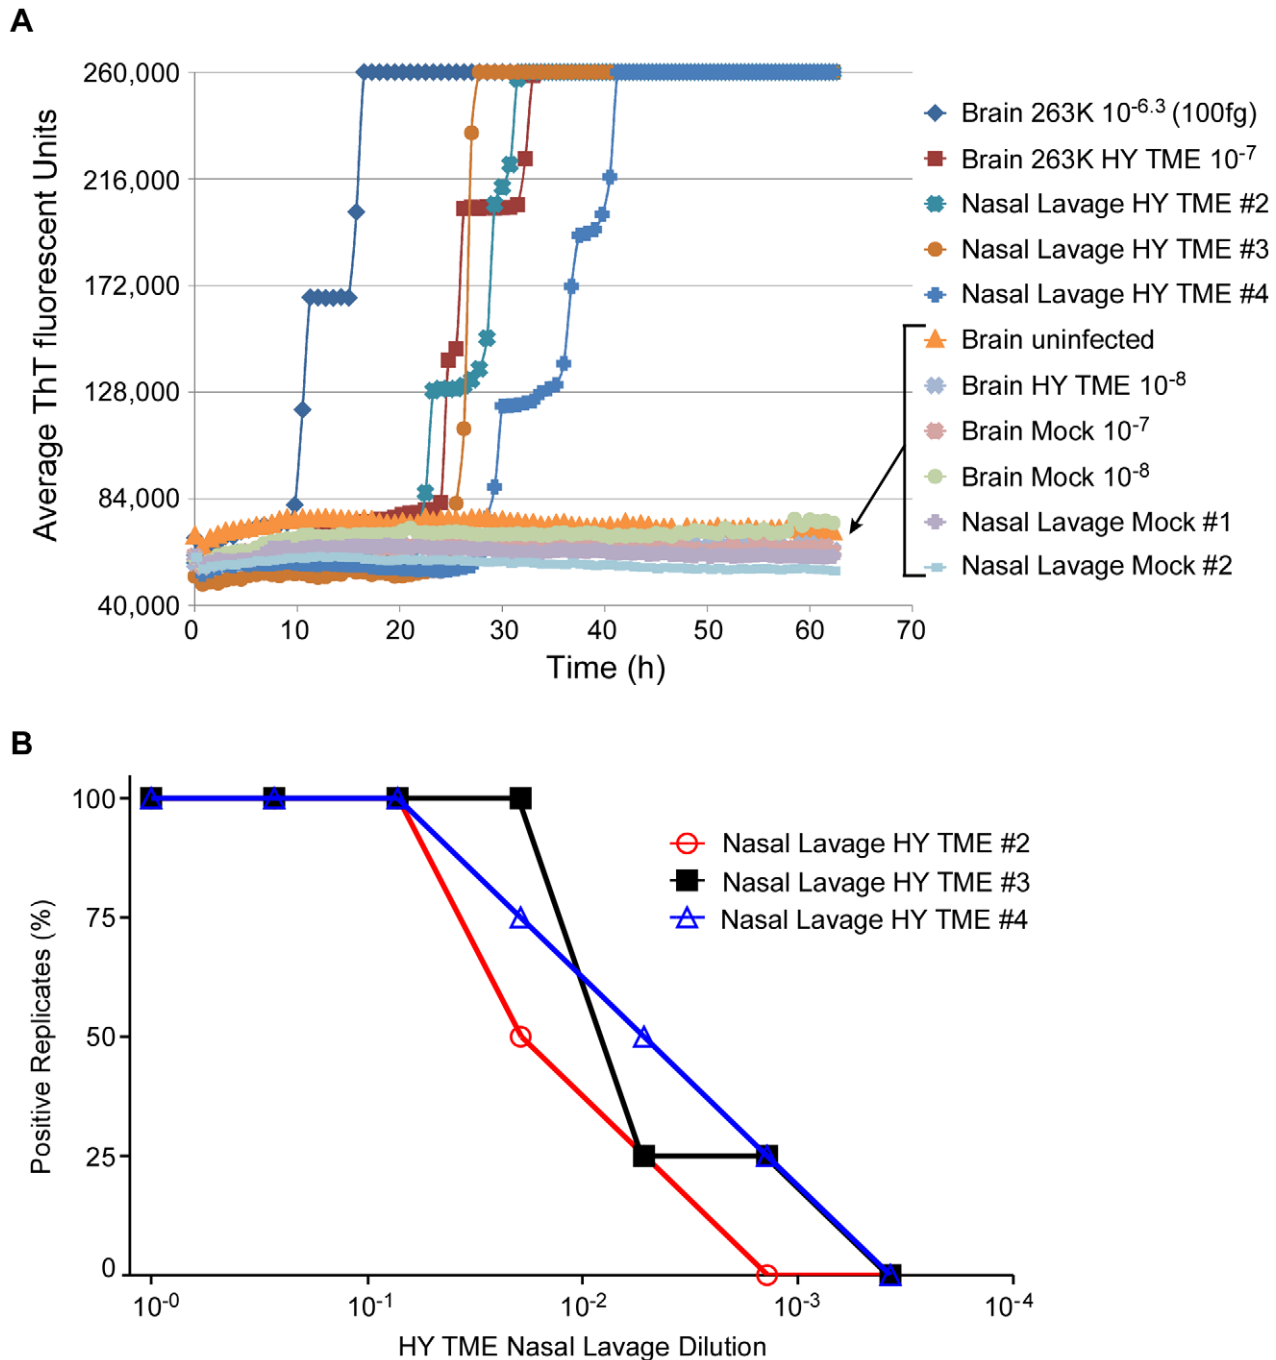 A
Average ThT fluorescent Units
260,000
216,000
172,000
128,000
84,000
40,000
0 10 20 30 40 50 60 70
Time (h)
Brain 263K 10-6.3 (100fg)
Brain 263K HY TME 10-7
Nasal Lavage HY TME #2
Nasal Lavage HY TME #3
Nasal Lavage HY TME #4
Brain uninfected
Brain HY TME 10-8
Brain Mock 10-7
Brain Mock 10-8
Nasal Lavage Mock #1
Nasal Lavage Mock #2
B
Positive Replicates (%)
100
75
50
25
0
10-0 10-1 10-2 10-3 10-4
HY TME Nasal Lavage Dilution
Nasal Lavage HY TME #2
Nasal Lavage HY TME #3
Nasal Lavage HY TME #4